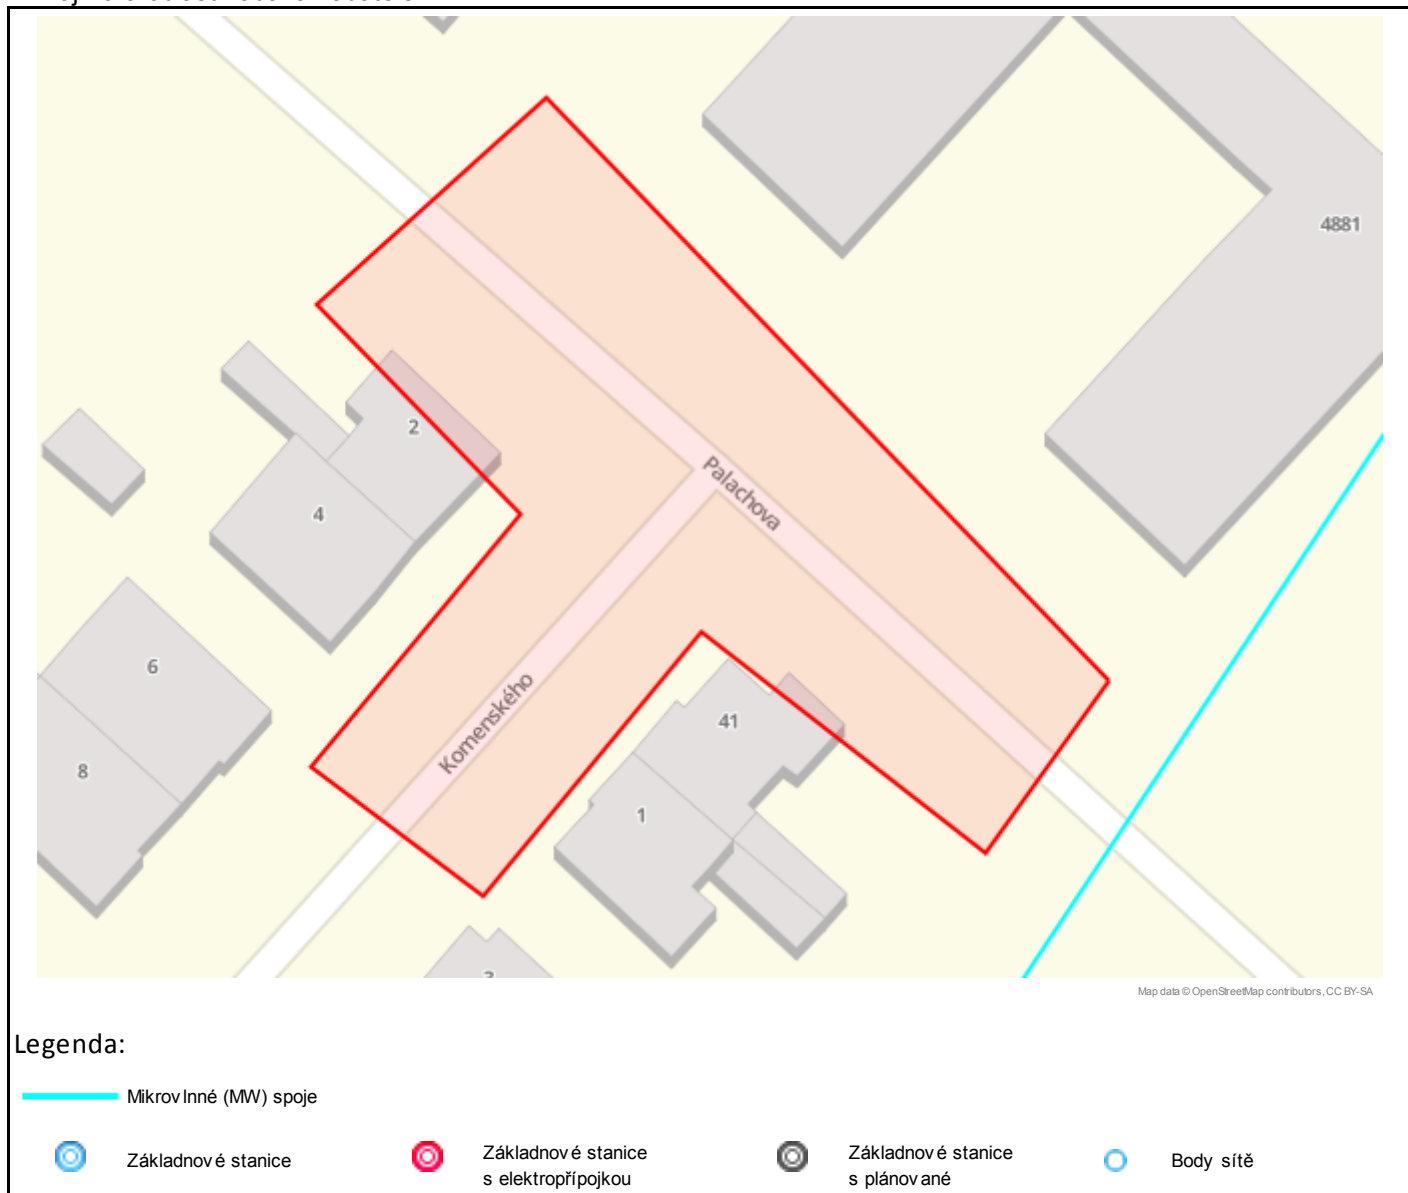 4881
2
4
Palachova
6
Komenského
41
8
1
Map data © OpenStreetMap contributors, CC BY-SA
Legenda:
Mikrovlnné (MW) spoje
Základnové stanice
Základnové stanice
s elektropřípojkou
Základnové stanice
s plánované
Body sítě